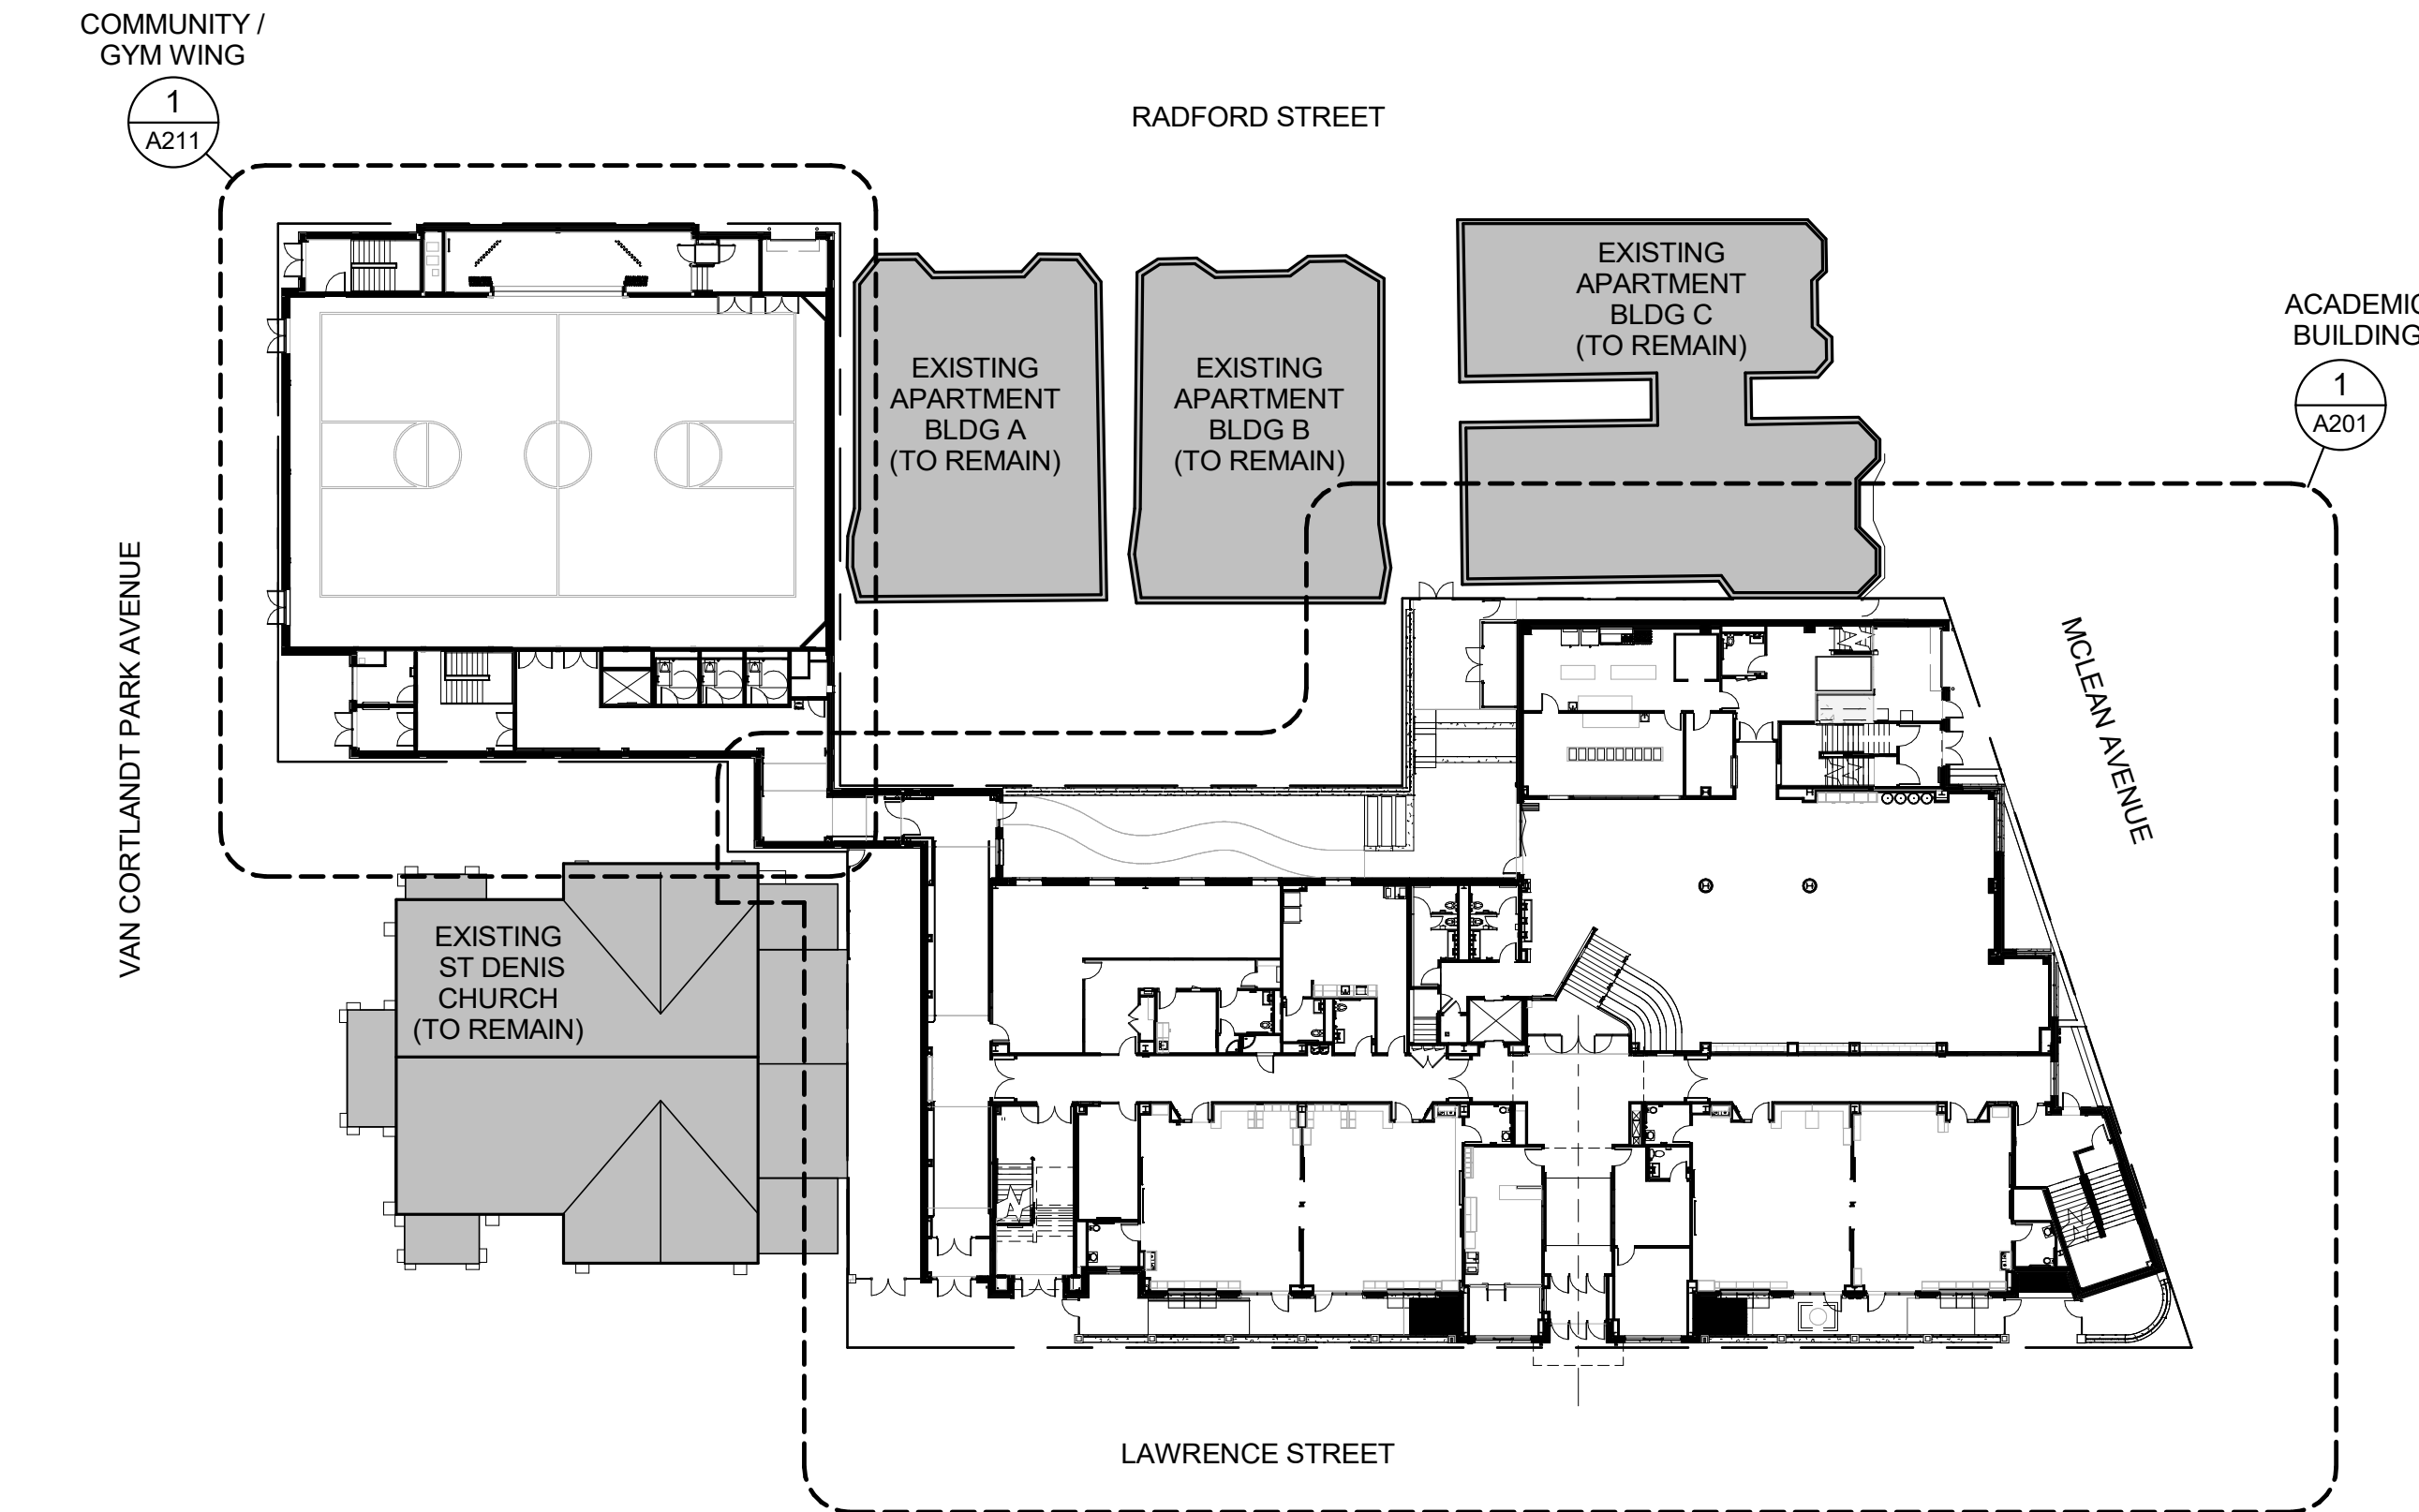 COMMUNITY /
GYM WING
1
A211
RADFORD STREET
EXISTING
APARTMENT
BLDG A
(TO REMAIN)
EXISTING
APARTMENT
BLDG B
(TO REMAIN)
EXISTING
APARTMENT
BLDG C
(TO REMAIN)
ACADEMIC
BUILDING
1
A201
VAN CORTLANDT PARK AVENUE
MCLEAN AVENUE
EXISTING
ST DENIS
CHURCH
(TO REMAIN)
LAWRENCE STREET